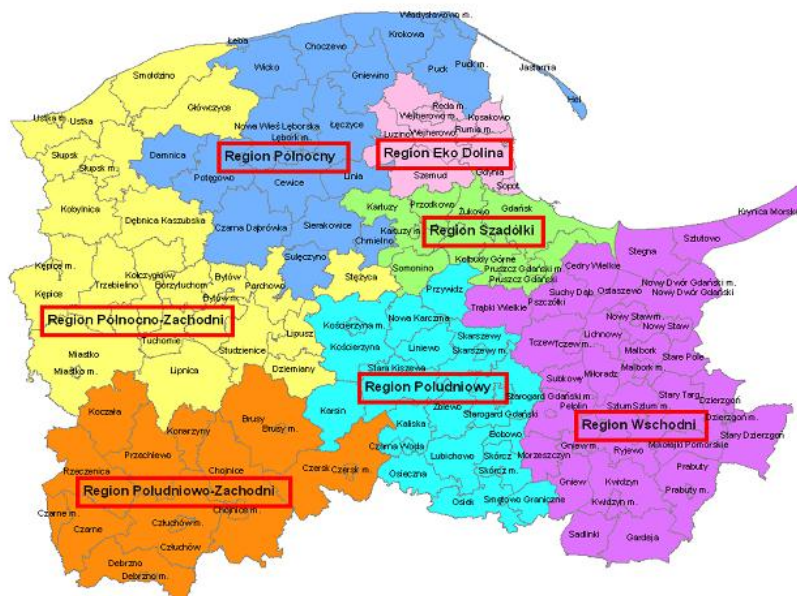 Władysławowo m.
Łeba
Choczewo
Krokowa
Wicko
Smołdzino
Gniewino
Puck
Puck m.
Jastarnia
Hel
Główczyce
Ustka m.
Ustka
Reda m.
Wejherowo m.
Kosakowo
Nowa Wieś Lęborska
Łęczyce
Lębork m.
Luzino
Wejherowo
Rumia m.
Słupsk
Słupsk m.
Damnica
Region Północny
Region Eko Dolina
Potęgowo
Cewice
Linia
Szemud
Gdynia
Sopot
Kobylnica
Dębnica Kaszubska
Czarna Dąbrówka
Sierakowice
Kartuzy
Przodkowo
Żukowo
Gdańsk
Krynica Morska
Chmielno
Kartuzy m.
Region Szadółki
Stegna
Sztutowo
Sulęczyno
Somonino
Kolbudy Górne
Pruszcz Gdański m.
Pruszcz Gdański
Cedry Wielkie
Kępice m.
Kępice
Kołczygłowy
Trzebielino
Borzytuchom
Bytów
Bytów m.
Parchowo
Stężyca
Przywidz
Trąbki Wielkie
Pszczółki
Suchy Dąb
Ostaszewo
Nowy Dwór Gdański m.
Nowy Dwór Gdański
Region Północno-Zachodni
Tuchomie
Lipusz
Studzienice
Kościerzyna m.
Kościerzyna
Nowa Karczma
Liniewo
Skarszewy
Skarszewy m.
Tczew
Tczew m.
Lichnowy
Nowy Staw m.
Nowy Staw
Malbork
Malbork m.
Stare Pole
Miastko
Miastko m.
Lipnica
Dziemiany
Stara Kiszewa
Region Południowy
Subkowy
Miłoradz
Koczała
Brusy
Brusy m.
Karsin
Zblewo
Starogard Gdański m.
Starogard Gdański
Pelplin
Sztum
Sztum m.
Stary Targ
Dzierzgoń
Dzierzgoń m.
Konarzyny
Kaliska
Bobowo
Region Wschodni
Stary Dzierzgoń
Przechlewo
Chojnice
Czersk
Czersk m.
Czarna Woda
Lubichowo
Skórcz
Skórcz m.
Morzeszczyn
Gniew m.
Ryjewo
Mikołajki Pomorskie
Rzeczenica
Region Południowo-Zachodni
Osieczna
Gniew
Kwidzyn
Kwidzyn m.
Prabuty
Prabuty m.
Czarne m.
Czarne
Człuchów m.
Człuchów
Chojnice m.
Osiek
Smętowo Graniczne
Sadlinki
Gardeja
Debrzno
Debrzno m.